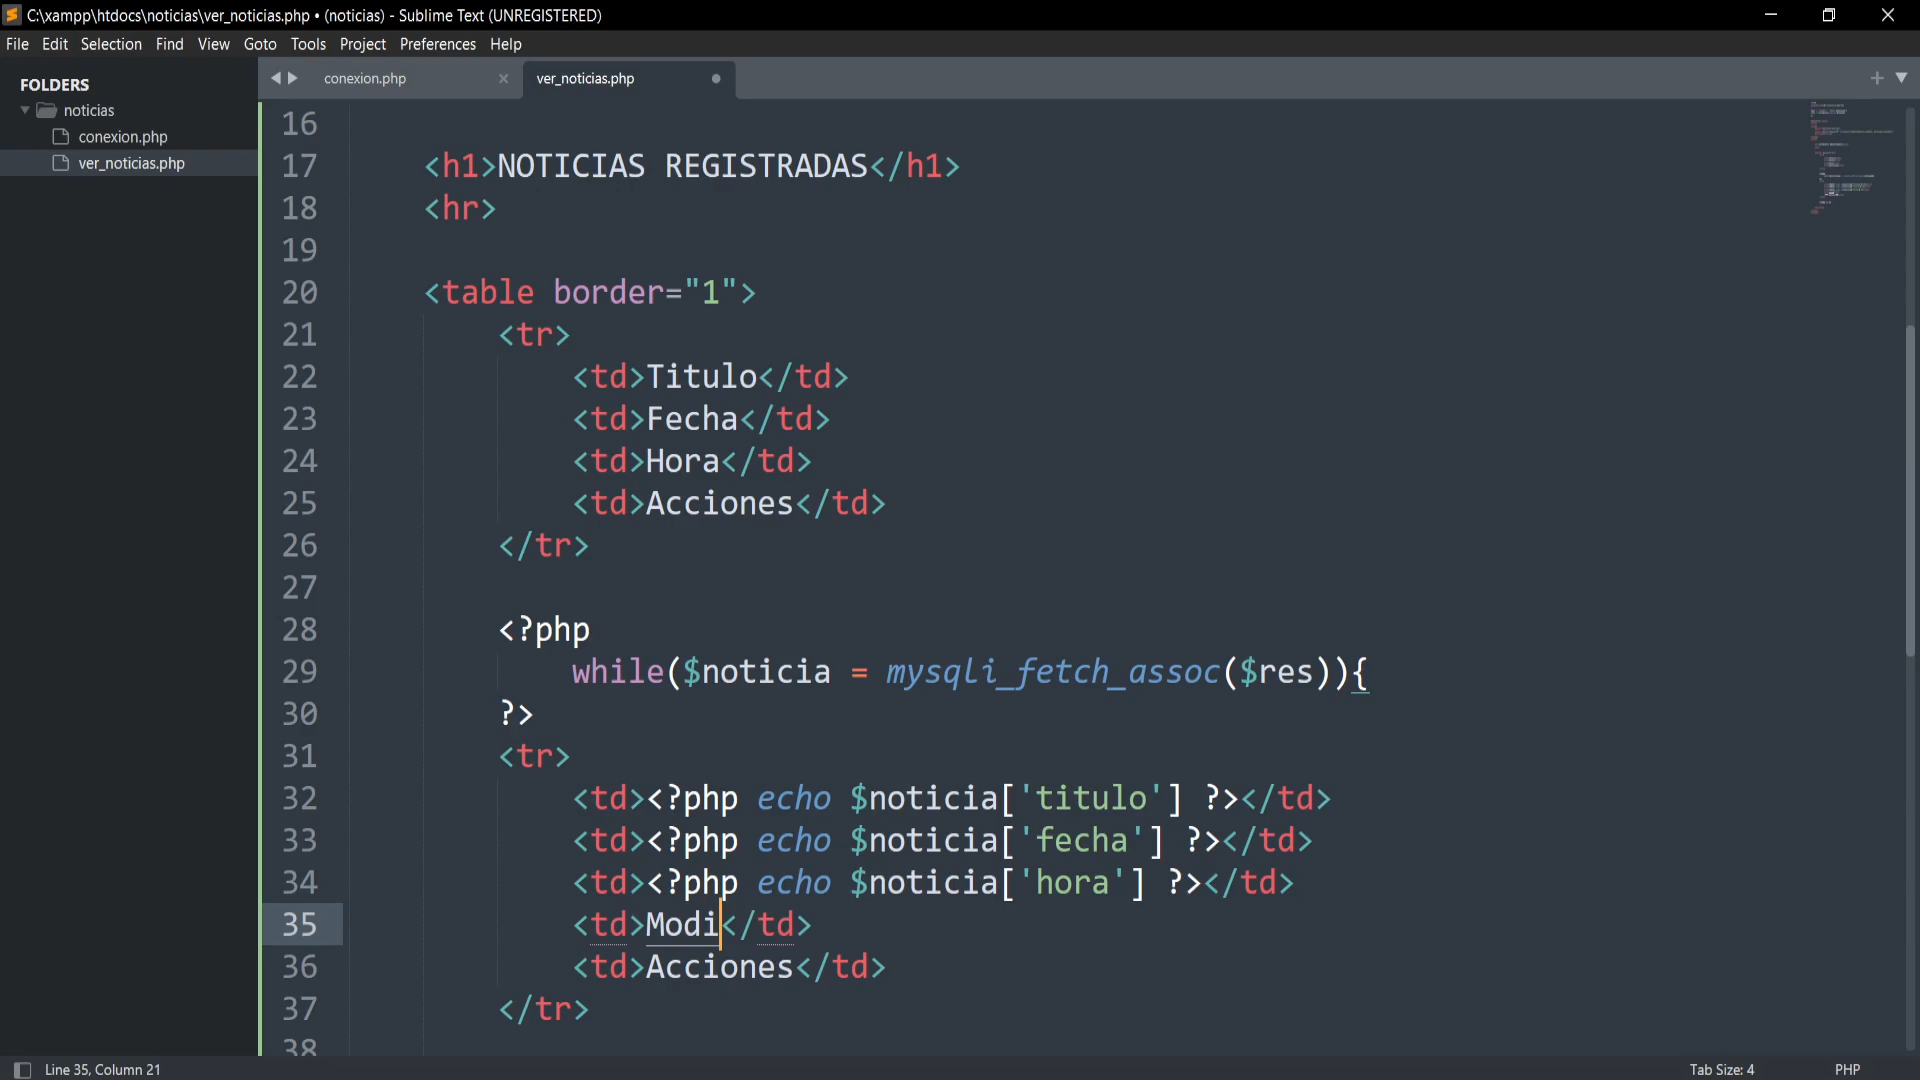 C:\xampp\htdocs\noticias\ver_noticias.php • (noticias) - Sublime Text (UNREGISTERED)
File Edit Selection Find View Goto Tools Project Preferences Help
FOLDERS
noticias
conexion.php
ver_noticias.php
conexion.php × ver_noticias.php
16
17 <h1>NOTICIAS REGISTRADAS</h1>
18 <hr>
19
20 <table border="1">
21 <tr>
22 <td>Titulo</td>
23 <td>Fecha</td>
24 <td>Hora</td>
25 <td>Acciones</td>
26 </tr>
27
28 <?php
29 while($noticia = mysqli_fetch_assoc($res)){
30 ?>
31 <tr>
32 <td><?php echo $noticia['titulo'] ?></td>
33 <td><?php echo $noticia['fecha'] ?></td>
34 <td><?php echo $noticia['hora'] ?></td>
35 <td>Modi</td>
36 <td>Acciones</td>
37 </tr>
38
Line 35, Column 21
Tab Size: 4
PHP